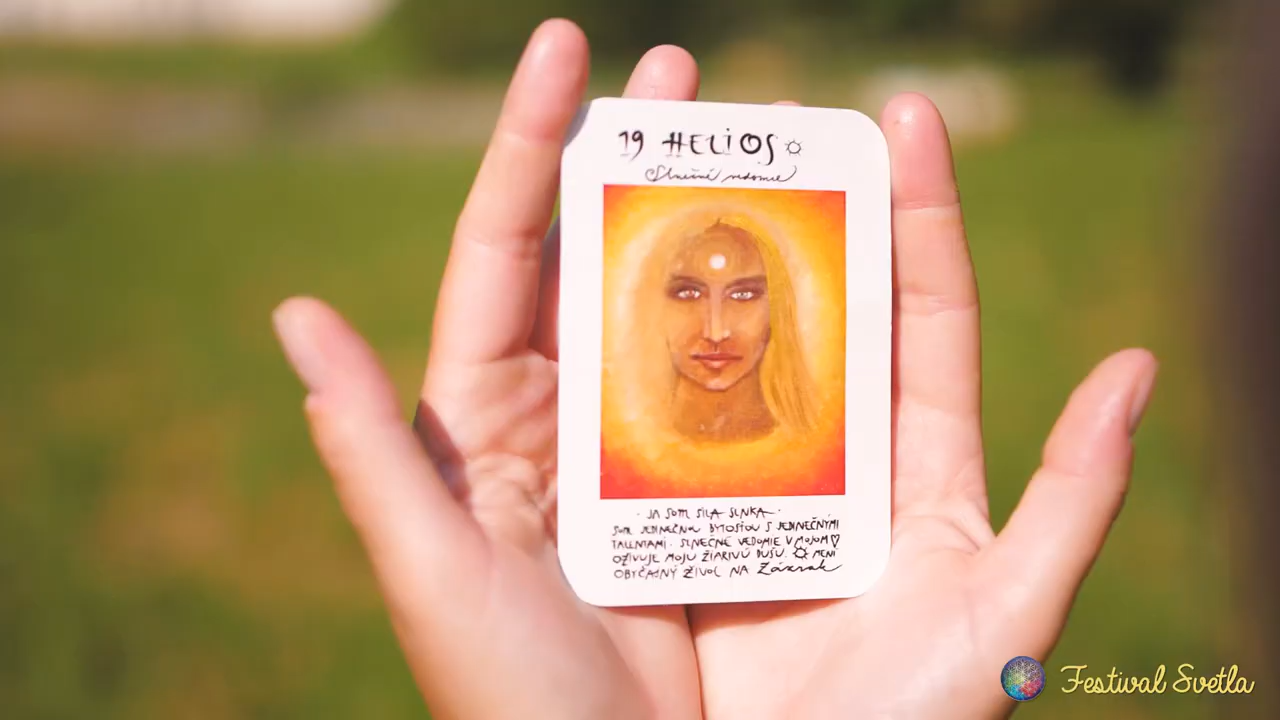 19 HELIOS ☼
Slnečné vedomie
· JA SOM SILA SLNKA ·
SOM JEDINEČNOU BYTOSŤOU S JEDINEČNÝMI
TALENTAMI · SLNEČNÉ VEDOMIE V MOJOM ♡
OŽIVUJE MOJU ŽIARIVÚ DUŠU. ☼ MENÍ
OBYČAJNÝ ŽIVOT NA Zázrak
Festival Svetla